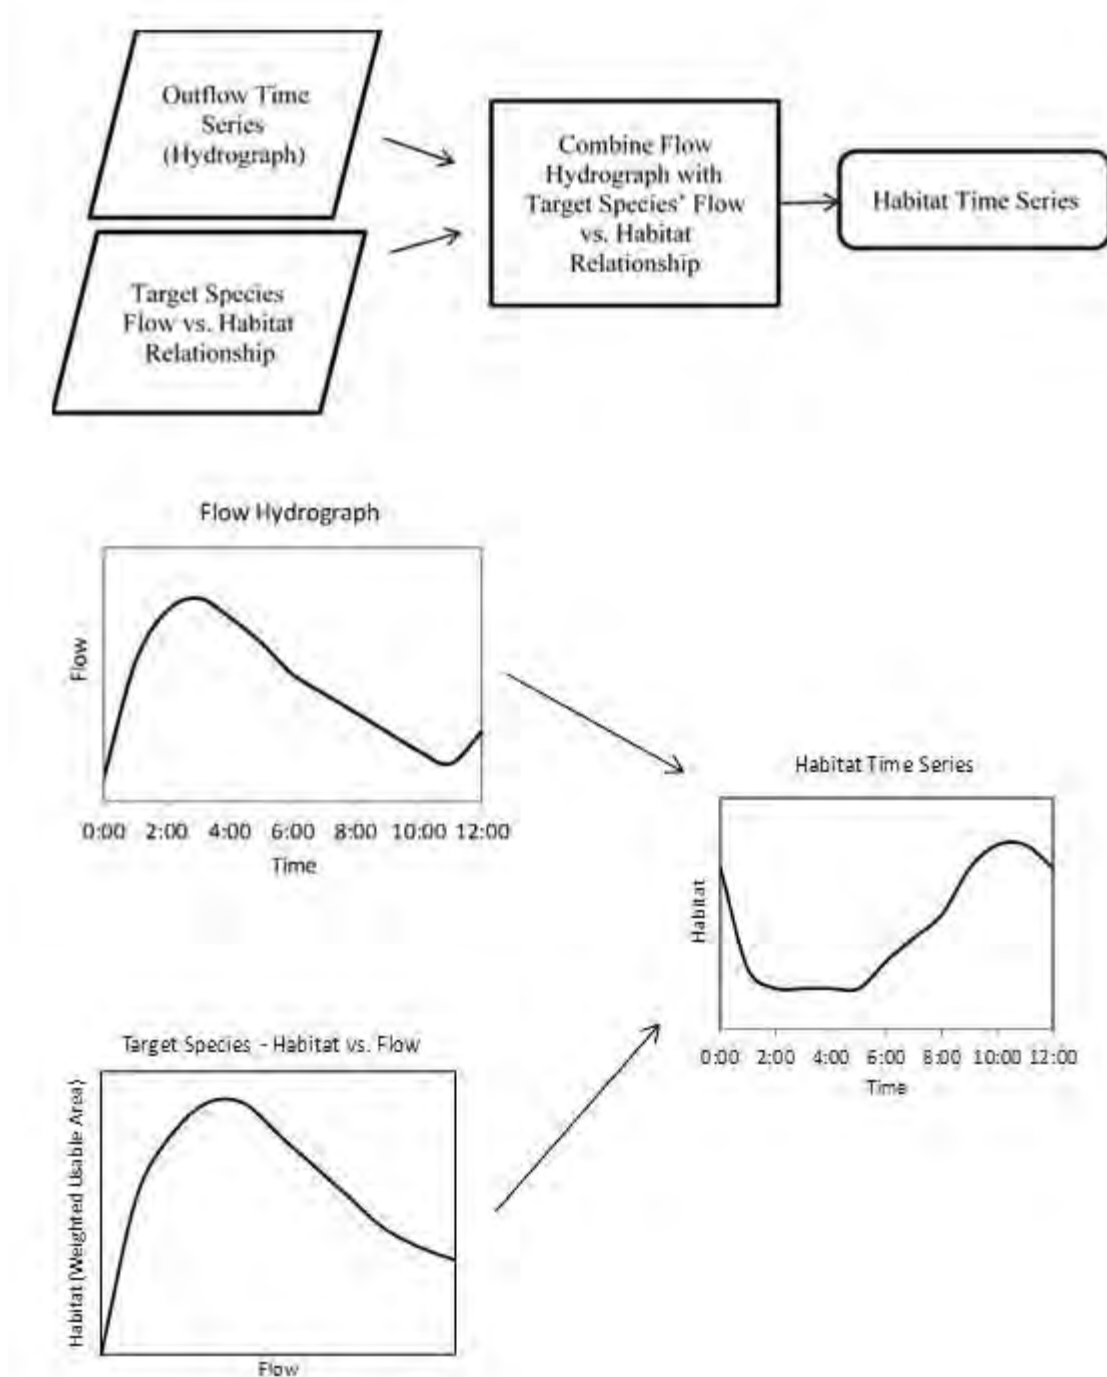 Outflow Time
Series
(Hydrograph)
Target Species
Flow vs. Habitat
Relationship
Combine Flow
Hydrograph with
Target Species' Flow
vs. Habitat
Relationship
Habitat Time Series
Flow Hydrograph
Flow
0:00 2:00 4:00 6:00 8:00 10:00 12:00
Time
Target Species - Habitat vs. Flow
Habitat (Weighted Usable Area)
Flow
Habitat Time Series
Habitat
0:00 2:00 4:00 6:00 8:00 10:00 12:00
Time